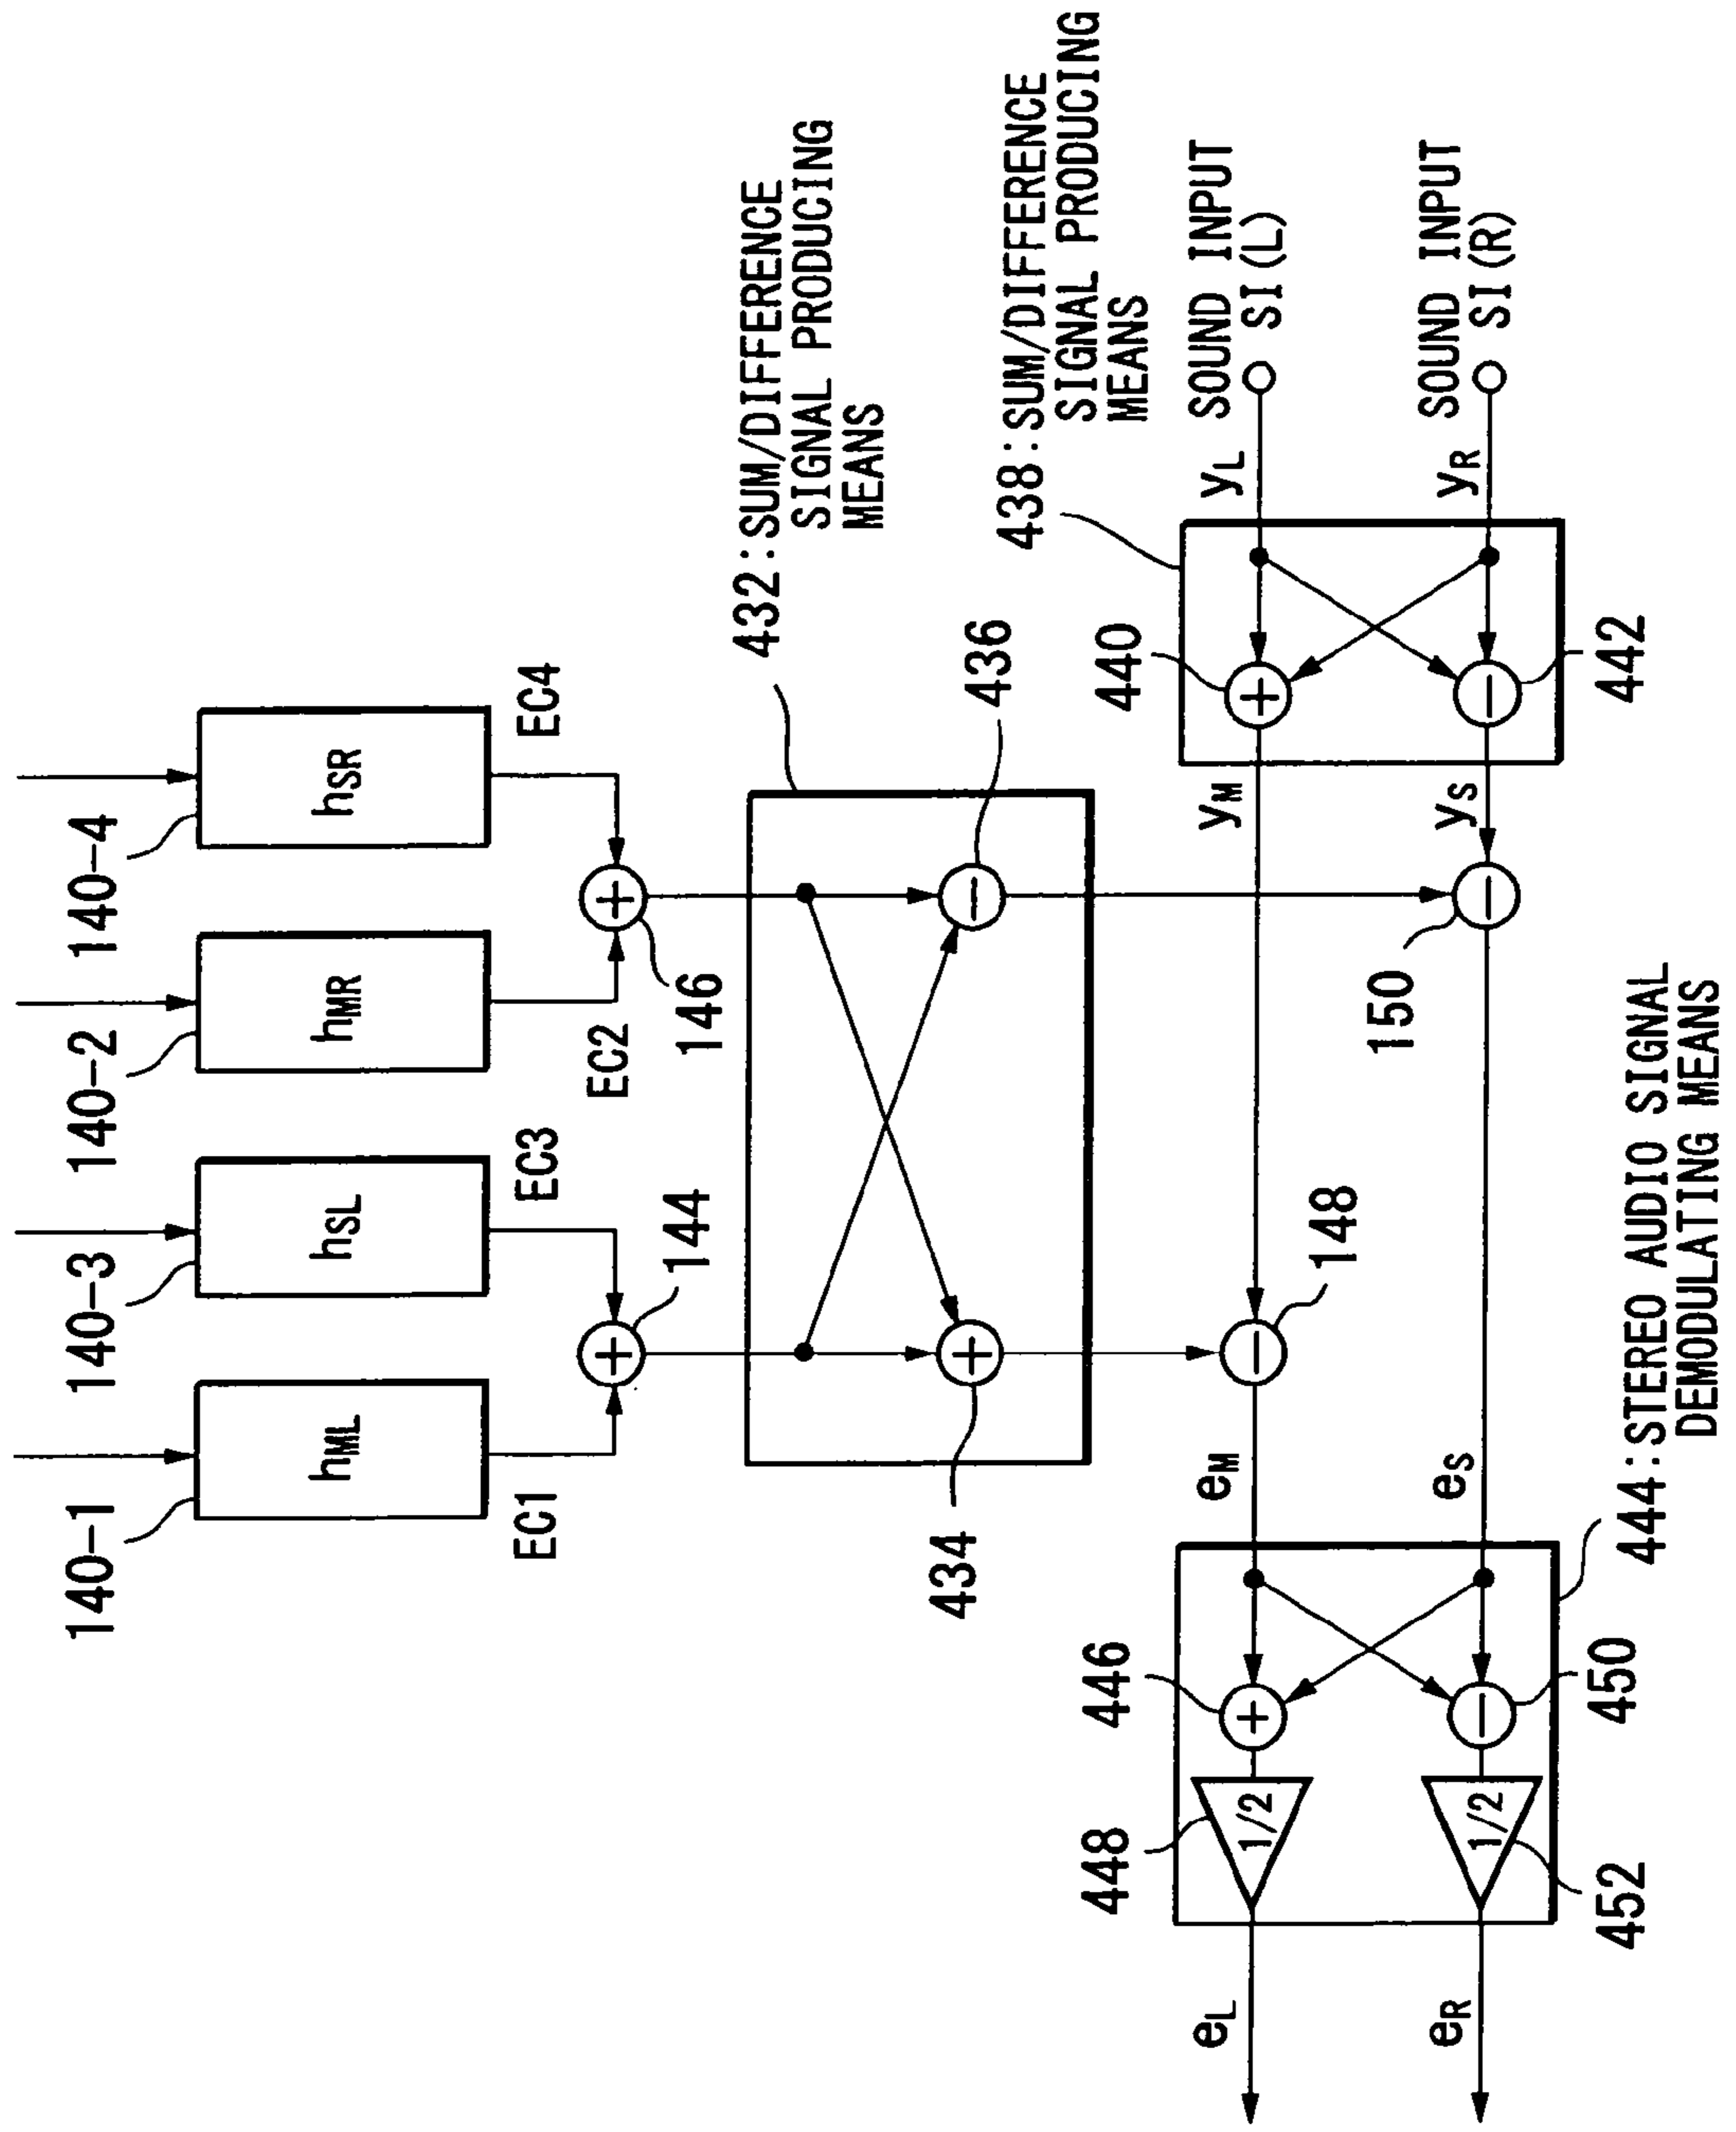 140-1
140-3
140-2
140-4
hML
hSL
hMR
hSR
EC1
EC3
EC2
EC4
144
146
432:SUM/DIFFERENCE
SIGNAL PRODUCING
MEANS
434
436
438:SUM/DIFFERENCE
SIGNAL PRODUCING
MEANS
440
442
SOUND INPUT
SI(L)
SOUND INPUT
SI(R)
yL
yR
yM
yS
148
150
eM
eS
444:STEREO AUDIO SIGNAL
DEMODULATING MEANS
446
450
448
1/2
452
1/2
eL
eR
+
+
+
−
+
−
−
−
+
−